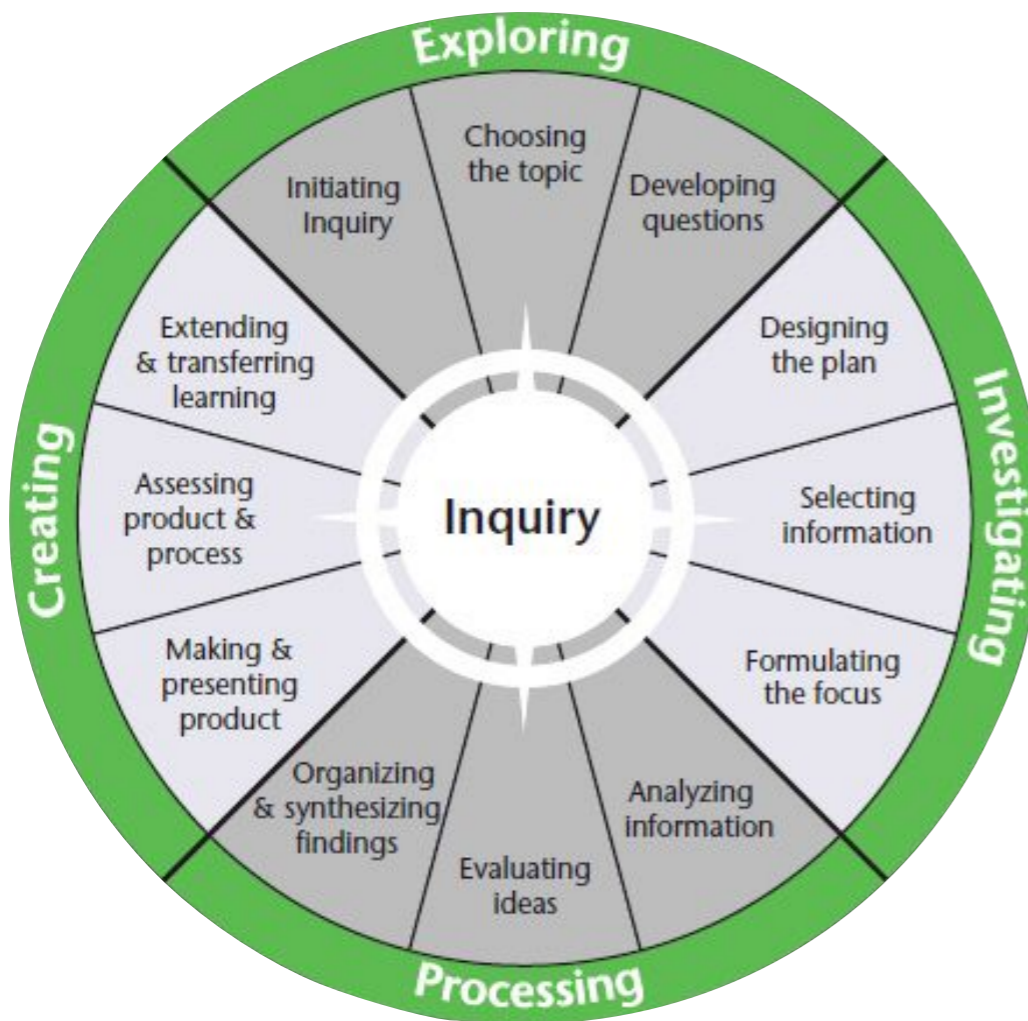 Exploring
Initiating
Inquiry
Choosing
the topic
Developing
questions
Investigating
Designing
the plan
Selecting
information
Formulating
the focus
Processing
Analyzing
information
Evaluating
ideas
Organizing
& synthesizing
findings
Creating
Making &
presenting
product
Assessing
product &
process
Extending
& transferring
learning
Inquiry